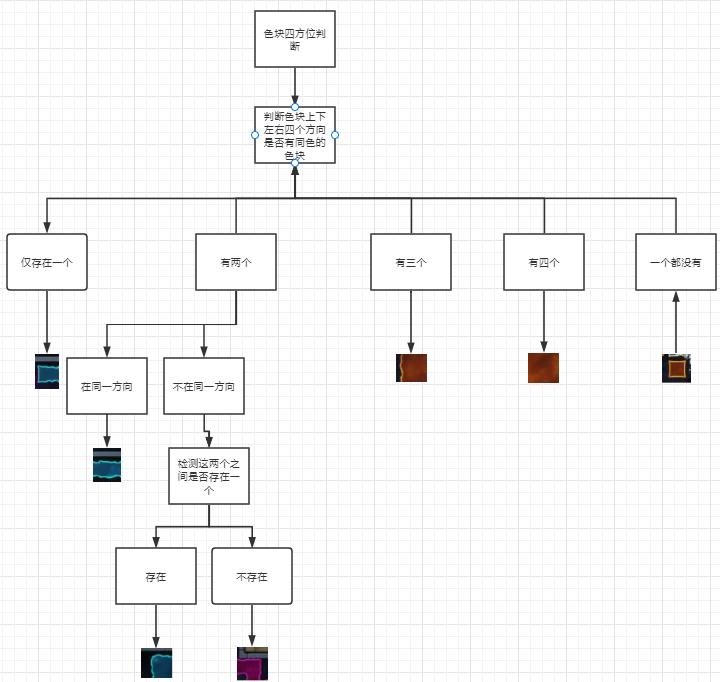 色块四方位判
断
判断色块上下
左右四个方向
是否有同色的
色块
仅存在一个
有两个
有三个
有四个
一个都没有
在同一方向
不在同一方向
检测这两个之
间是否存在一
个
存在
不存在